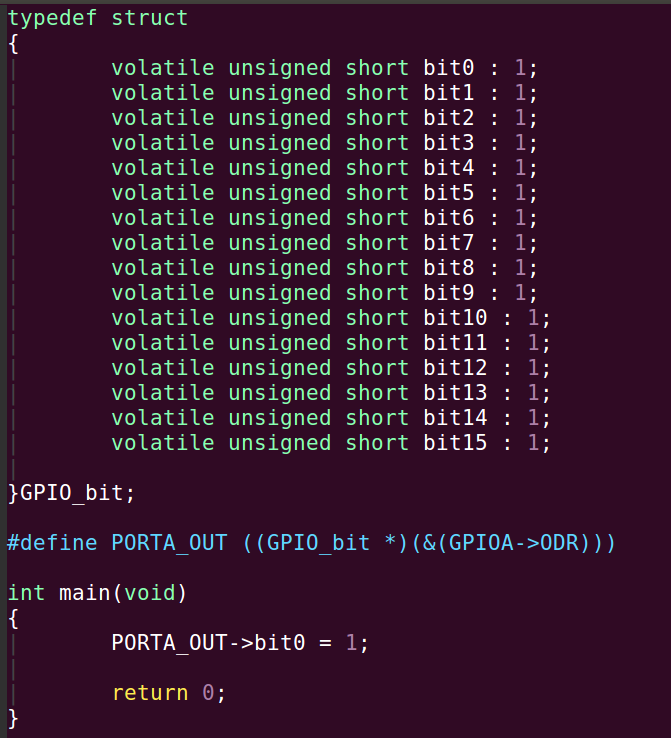 typedef struct
{
        volatile unsigned short bit0 : 1;
        volatile unsigned short bit1 : 1;
        volatile unsigned short bit2 : 1;
        volatile unsigned short bit3 : 1;
        volatile unsigned short bit4 : 1;
        volatile unsigned short bit5 : 1;
        volatile unsigned short bit6 : 1;
        volatile unsigned short bit7 : 1;
        volatile unsigned short bit8 : 1;
        volatile unsigned short bit9 : 1;
        volatile unsigned short bit10 : 1;
        volatile unsigned short bit11 : 1;
        volatile unsigned short bit12 : 1;
        volatile unsigned short bit13 : 1;
        volatile unsigned short bit14 : 1;
        volatile unsigned short bit15 : 1;

}GPIO_bit;

#define PORTA_OUT ((GPIO_bit *)(&(GPIOA->ODR)))

int main(void)
{
        PORTA_OUT->bit0 = 1;

        return 0;
}